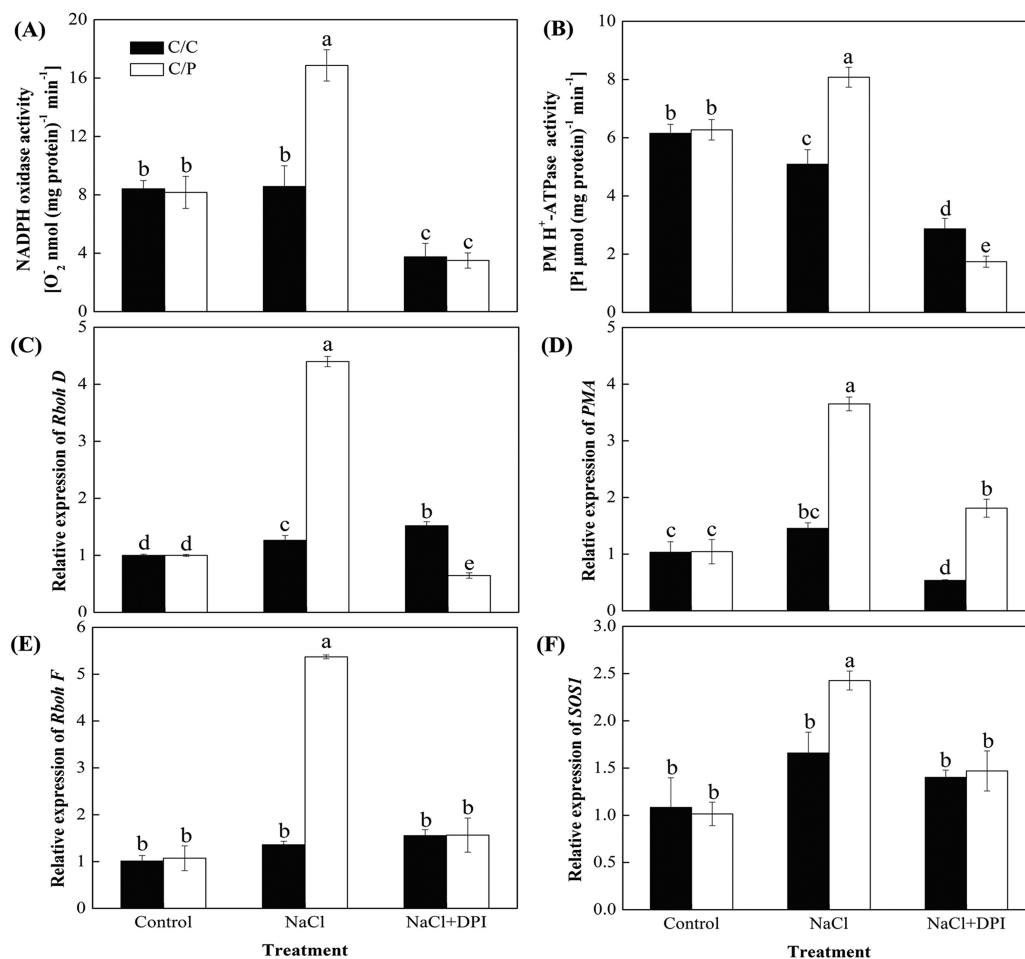 (A)
NADPH oxidase activity
[O₂⁻ nmol (mg protein)⁻¹ min⁻¹]
20
16
12
8
4
0
C/C
C/P
b
b
b
a
c
c
(B)
PM H⁺-ATPase activity
[Pi μmol (mg protein)⁻¹ min⁻¹]
10
8
6
4
2
0
b
b
c
a
d
e
(C)
Relative expression of Rboh D
5
4
3
2
1
0
d
d
c
a
b
e
(D)
Relative expression of PMA
5
4
3
2
1
0
c
c
bc
a
d
b
(E)
Relative expression of Rboh F
6
5
4
3
2
1
0
b
b
b
a
b
b
Control
NaCl
NaCl+DPI
Treatment
(F)
Relative expression of SOS1
3.0
2.5
2.0
1.5
1.0
0.5
0.0
b
b
b
a
b
b
Control
NaCl
NaCl+DPI
Treatment